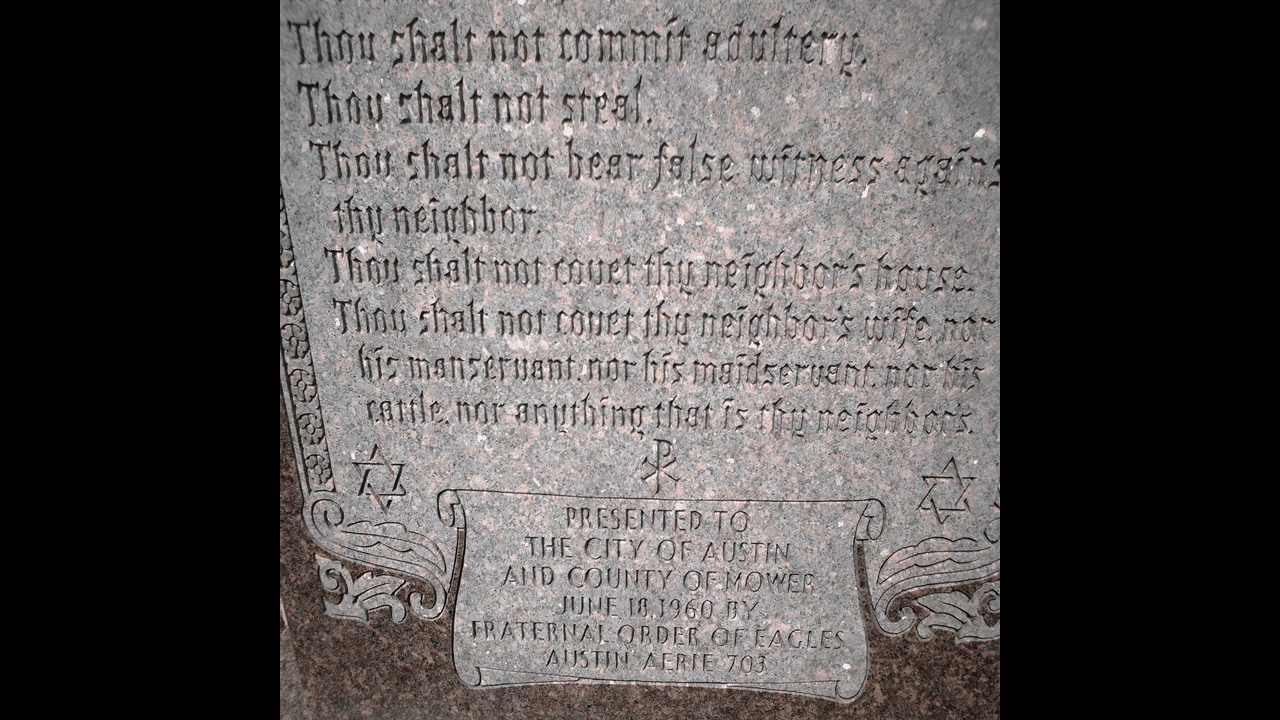 Thou shalt not commit adultery.
Thou shalt not steal.
Thou shalt not bear false witness agains
thy neighbor.
Thou shalt not covet thy neighbor's house.
Thou shalt not covet thy neighbor's wife, nor
his manservant, nor his maidservant, nor his
cattle, nor anything that is thy neighbor's.
PRESENTED TO
THE CITY OF AUSTIN
AND COUNTY OF MOWER
JUNE 18, 1960 BY
FRATERNAL ORDER OF EAGLES
AUSTIN AERIE 703